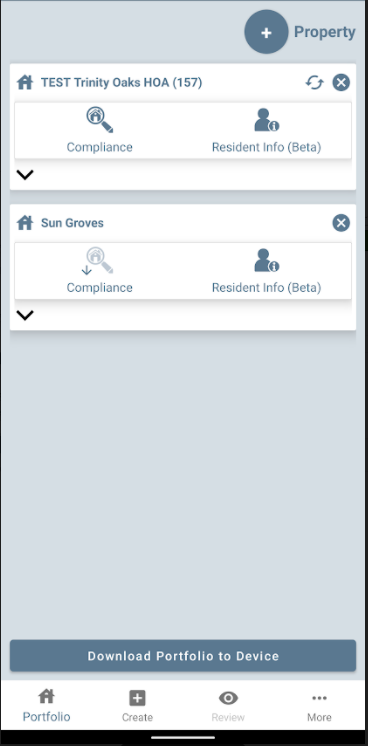 + Property
TEST Trinity Oaks HOA (157)
Compliance Resident Info (Beta)
Sun Groves
Compliance Resident Info (Beta)
Download Portfolio to Device
Portfolio Create Review More